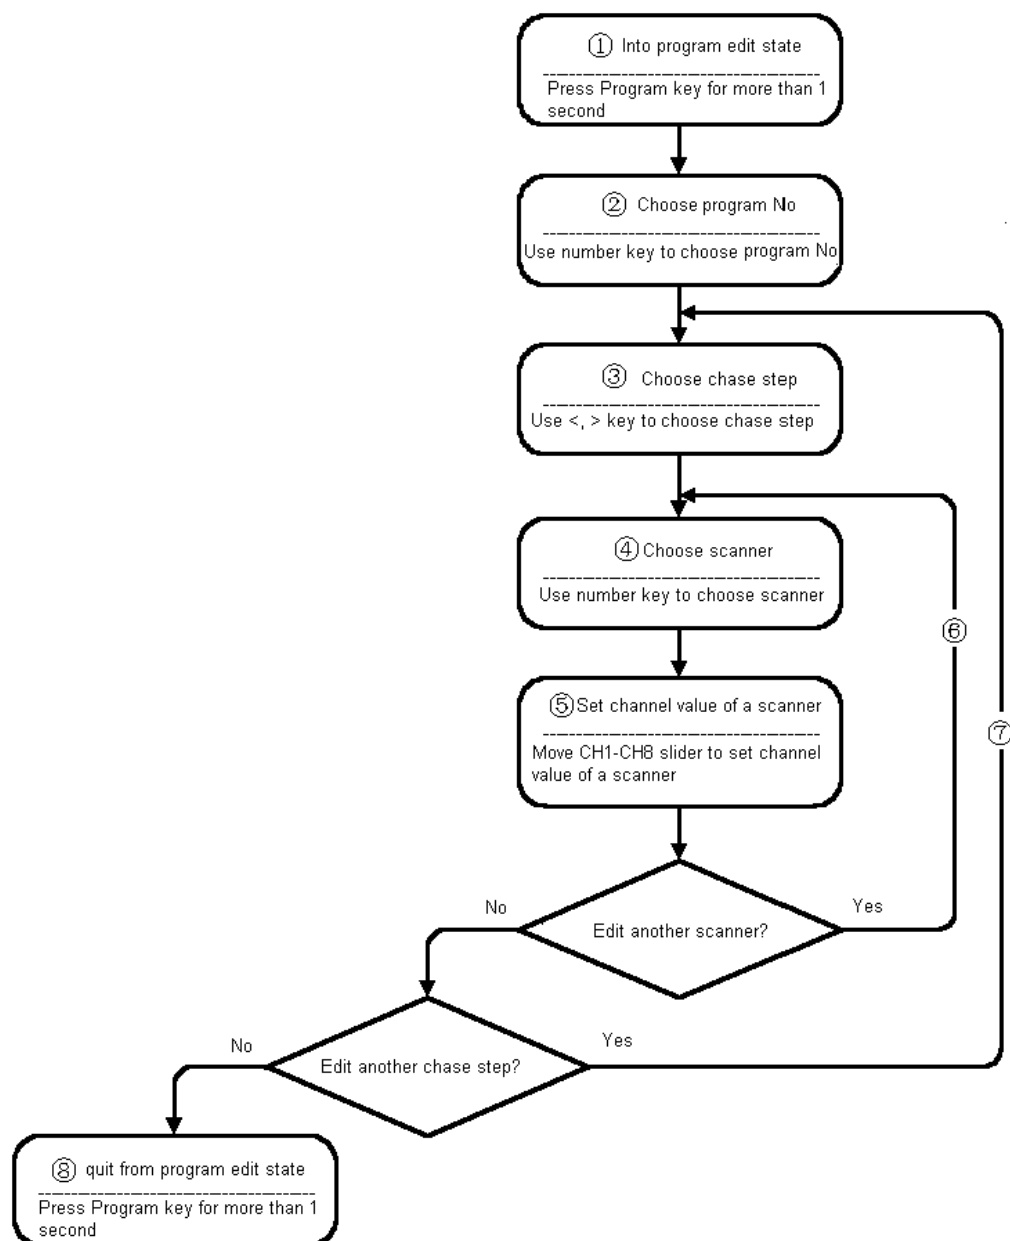 ① Into program edit state
Press Program key for more than 1
second
② Choose program No
Use number key to choose program No
③ Choose chase step
Use <, > key to choose chase step
④ Choose scanner
Use number key to choose scanner
⑥
⑤ Set channel value of a scanner
⑦
Move CH1-CH8 slider to set channel
value of a scanner
No
Yes
Edit another scanner?
No
Yes
Edit another chase step?
⑧ quit from program edit state
Press Program key for more than 1
second